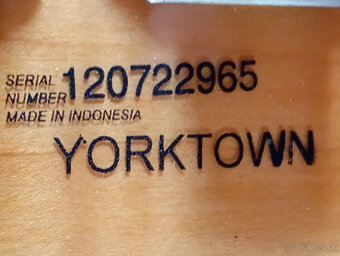 SERIAL
NUMBER 120722965
MADE IN INDONESIA
YORKTOWN